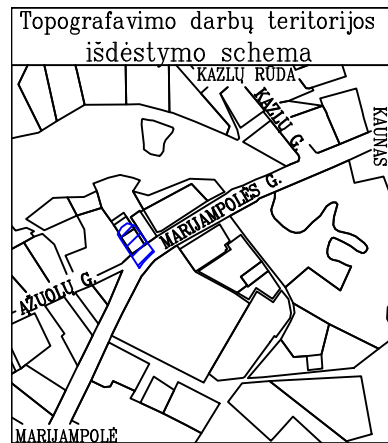 Topografavimo darbų teritorijos
išdėstymo schema
KAZLŲ RŪDA
KAZLŲ G.
KAUNAS
MARIJAMPOLĖS G.
ĄŽUOLŲ G.
MARIJAMPOLĖ